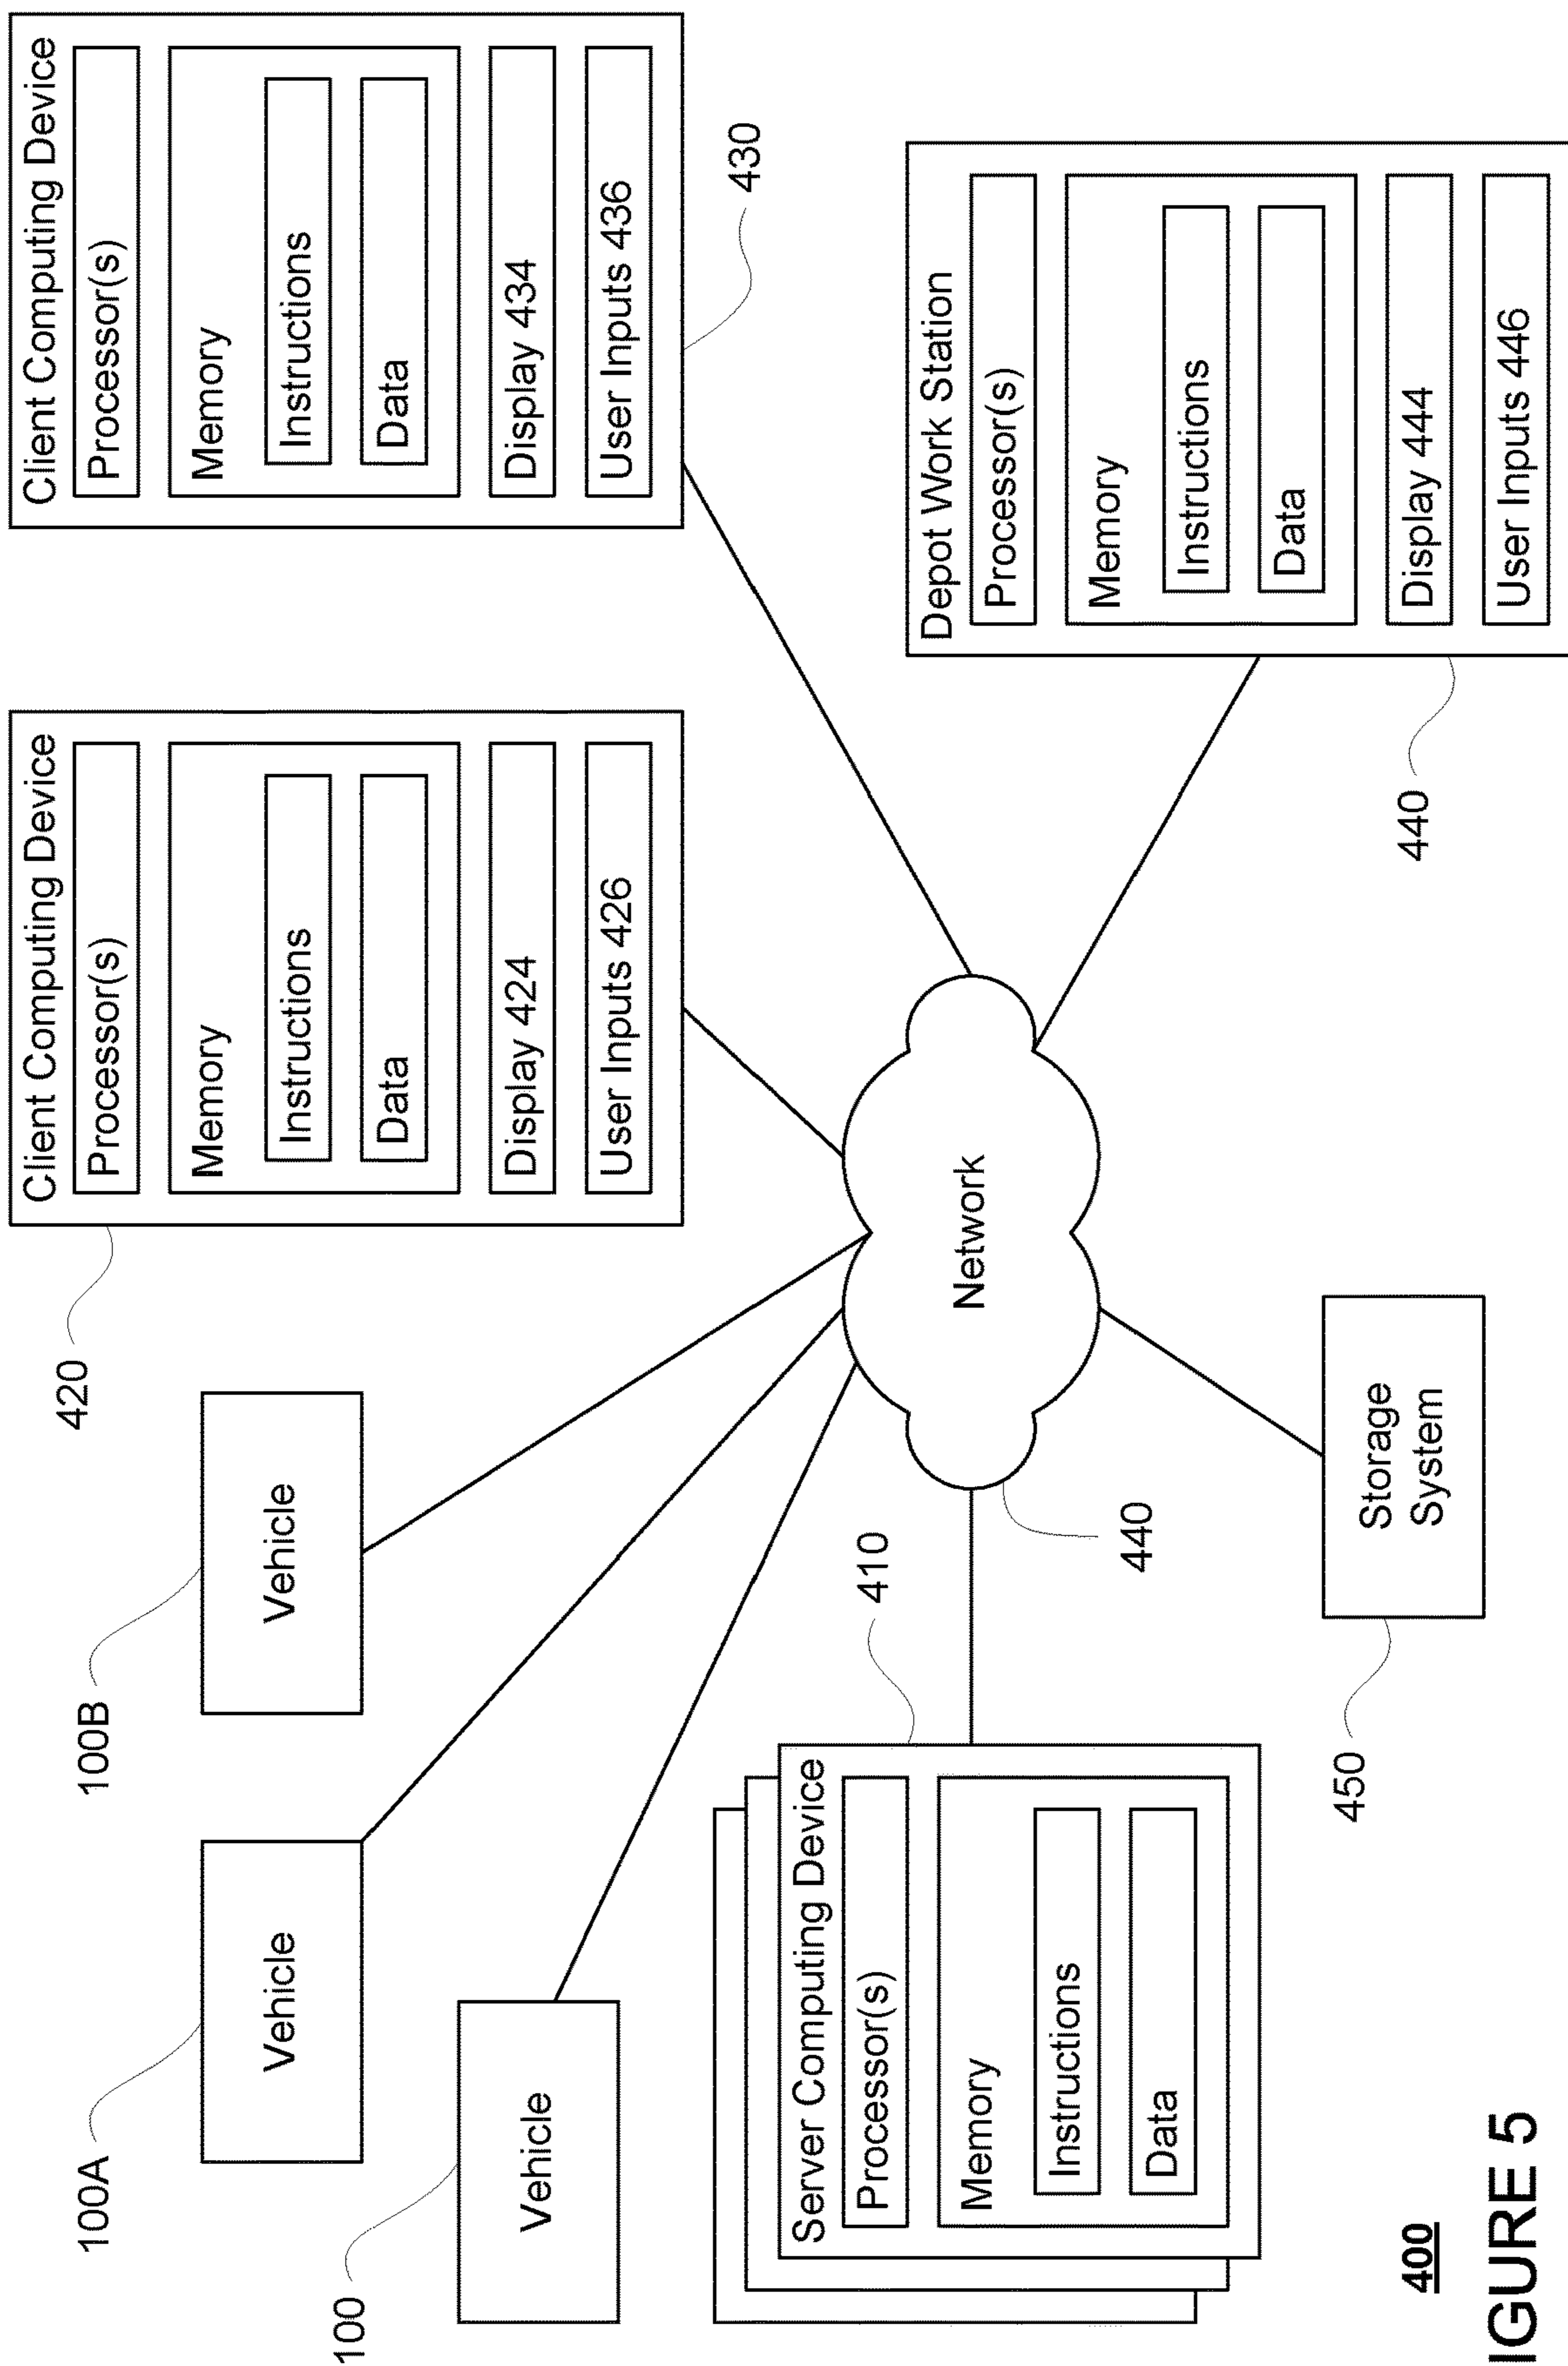 100A
Vehicle
100B
Vehicle
420
Client Computing Device
Processor(s)
Memory
Instructions
Data
Display 424
User Inputs 426
Client Computing Device
Processor(s)
Memory
Instructions
Data
Display 434
User Inputs 436
430
100
Vehicle
Server Computing Device
Processor(s)
Memory
Instructions
Data
410
Network
440
Storage
System
450
Depot Work Station
Processor(s)
Memory
Instructions
Data
Display 444
User Inputs 446
440
400
IGURE 5